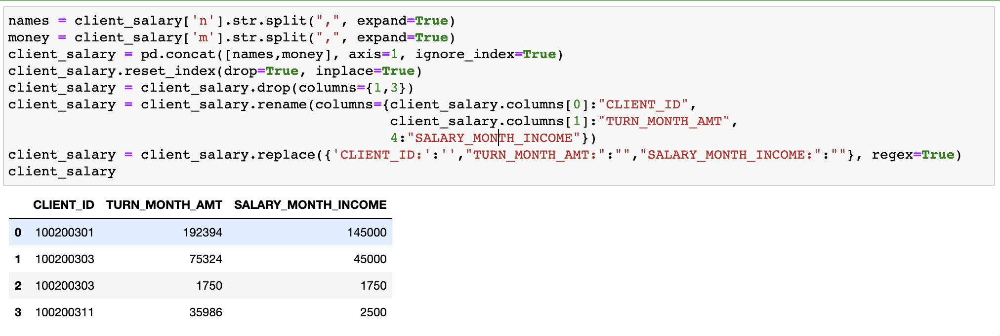 names = client_salary['n'].str.split(",", expand=True)
money = client_salary['m'].str.split(",", expand=True)
client_salary = pd.concat([names,money], axis=1, ignore_index=True)
client_salary.reset_index(drop=True, inplace=True)
client_salary = client_salary.drop(columns={1,3})
client_salary = client_salary.rename(columns={client_salary.columns[0]:"CLIENT_ID",
client_salary.columns[1]:"TURN_MONTH_AMT",
4:"SALARY_MONTH_INCOME"})
client_salary = client_salary.replace({'CLIENT_ID:':'',"TURN_MONTH_AMT:":"","SALARY_MONTH_INCOME:":""}, regex=True)
client_salary
CLIENT_ID TURN_MONTH_AMT SALARY_MONTH_INCOME
0 100200301 192394 145000
1 100200303 75324 45000
2 100200303 1750 1750
3 100200311 35986 2500